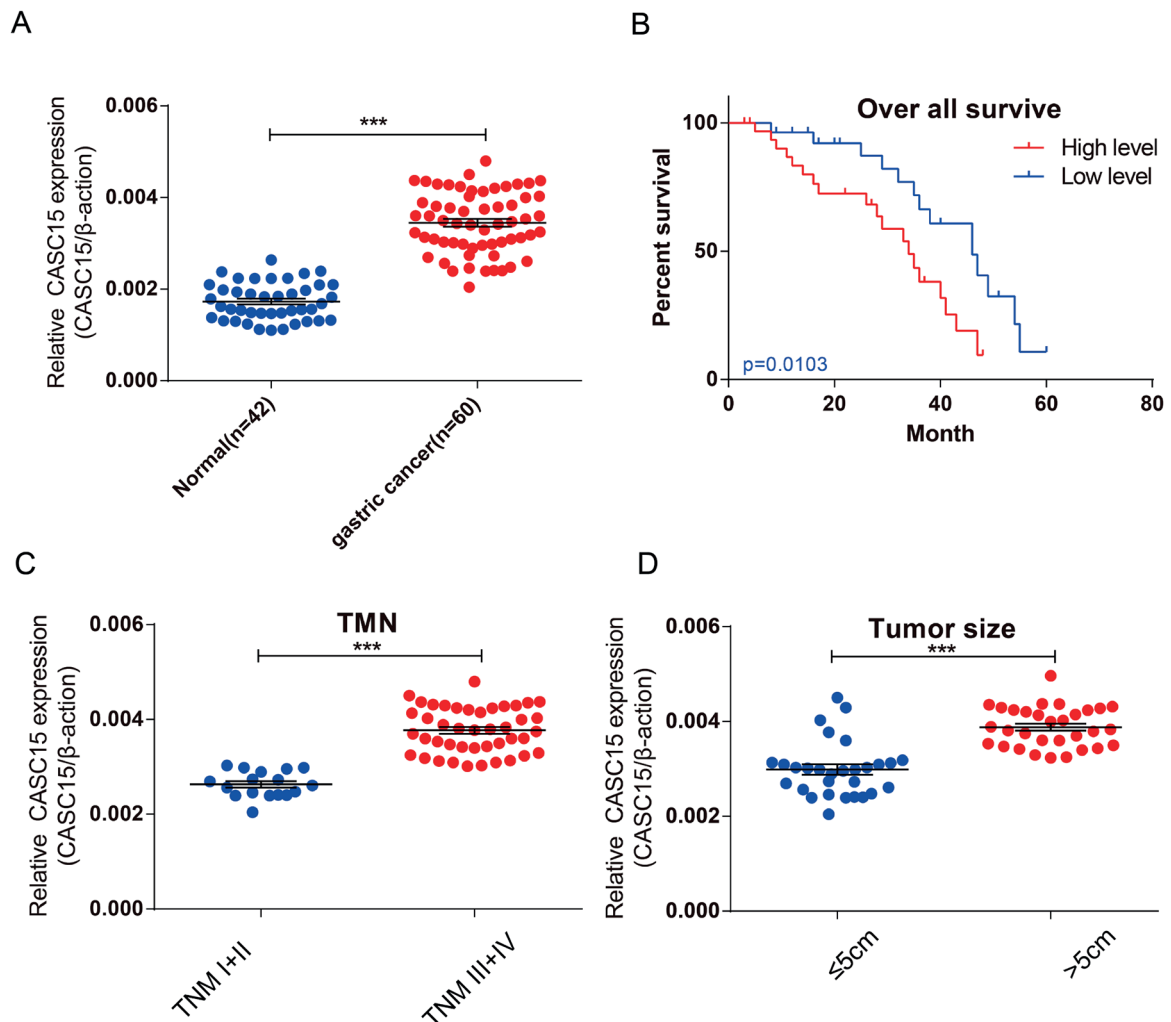 A
Relative CASC15 expression
(CASC15/β-action)
0.006
0.004
0.002
0.000
***
Normal(n=42)
gastric cancer(n=60)
B
Over all survive
Percent survival
100
50
0
High level
Low level
p=0.0103
0
20
40
60
80
Month
C
TMN
Relative CASC15 expression
(CASC15/β-action)
0.006
0.004
0.002
0.000
***
TNM I+II
TNM III+IV
D
Tumor size
Relative CASC15 expression
(CASC15/β-action)
0.006
0.004
0.002
0.000
***
≤5cm
>5cm